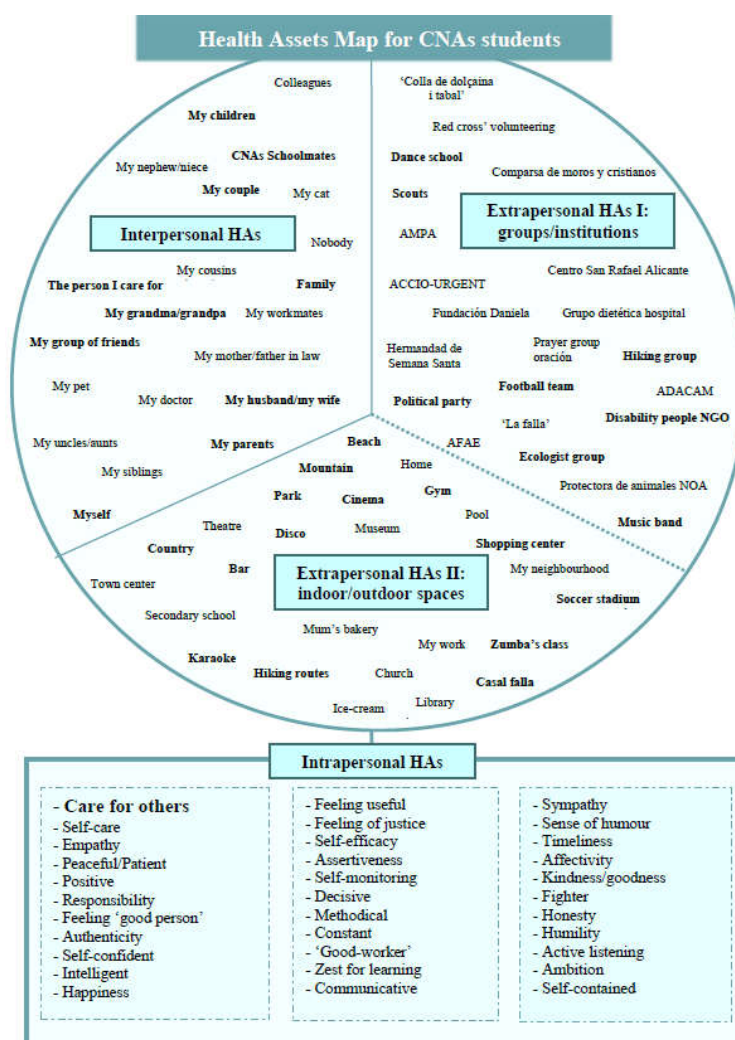 Health Assets Map for CNAs students
Colleagues
My children
CNAs Schoolmates
My nephew/niece
My couple
My cat
Interpersonal HAs
Nobody
My cousins
The person I care for
Family
My grandma/grandpa
My workmates
My group of friends
My mother/father in law
My pet
My doctor
My husband/my wife
My uncles/aunts
My parents
My siblings
Myself
‘Colla de dolçaina
i tabal’
Red cross’ volunteering
Dance school
Comparsa de moros y cristianos
Scouts
Extrapersonal HAs I:
groups/institutions
AMPA
Centro San Rafael Alicante
ACCIO-URGENT
Fundación Daniela
Grupo dietética hospital
Hermandad de
Semana Santa
Prayer group
oración
Hiking group
Football team
ADACAM
Political party
‘La falla’
Disability people NGO
AFAE
Ecologist group
Protectora de animales NOA
Music band
Beach
Mountain
Home
Park
Cinema
Gym
Theatre
Disco
Museum
Pool
Country
Shopping center
Bar
Extrapersonal HAs II:
indoor/outdoor spaces
My neighbourhood
Town center
Soccer stadium
Secondary school
Mum’s bakery
My work
Zumba’s class
Karaoke
Hiking routes
Church
Casal falla
Ice-cream
Library
Intrapersonal HAs
- Care for others
- Self-care
- Empathy
- Peaceful/Patient
- Positive
- Responsibility
- Feeling ‘good person’
- Authenticity
- Self-confident
- Intelligent
- Happiness
- Feeling useful
- Feeling of justice
- Self-efficacy
- Assertiveness
- Self-monitoring
- Decisive
- Methodical
- Constant
- ‘Good-worker’
- Zest for learning
- Communicative
- Sympathy
- Sense of humour
- Timeliness
- Affectivity
- Kindness/goodness
- Fighter
- Honesty
- Humility
- Active listening
- Ambition
- Self-contained